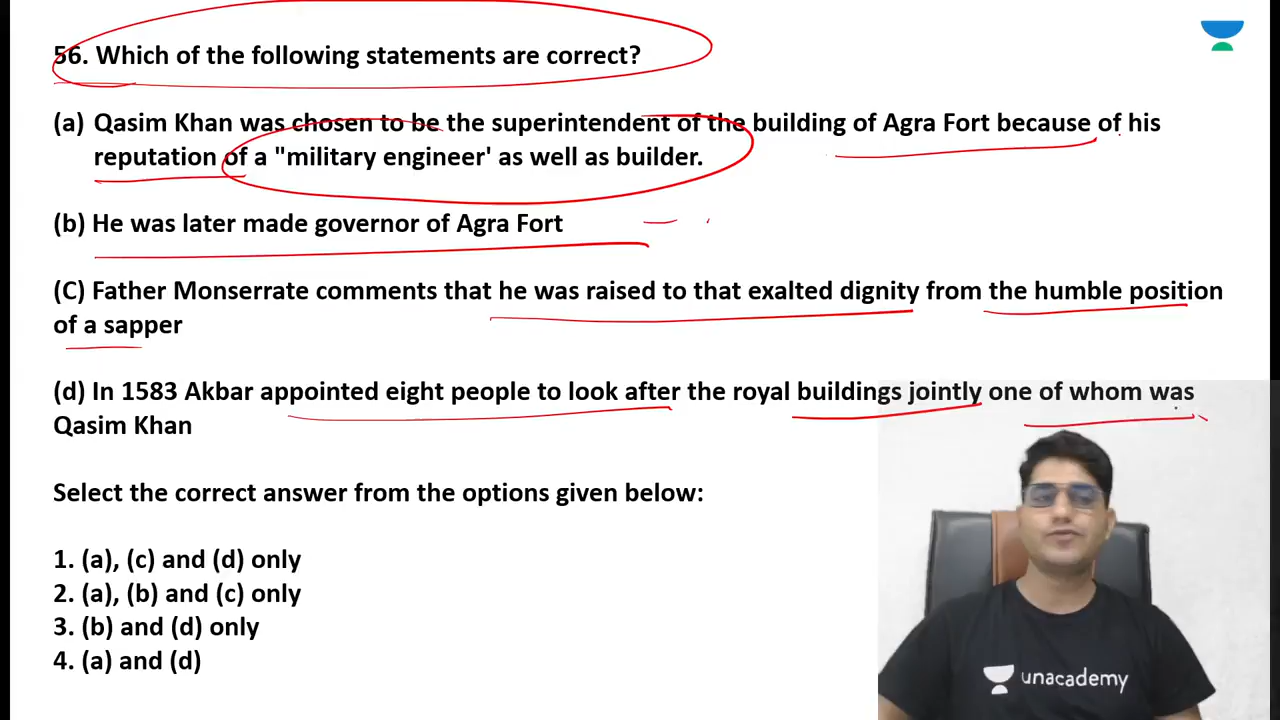 56. Which of the following statements are correct?
(a) Qasim Khan was chosen to be the superintendent of the building of Agra Fort because of his
reputation of a "military engineer' as well as builder.
(b) He was later made governor of Agra Fort
(C) Father Monserrate comments that he was raised to that exalted dignity from the humble position
of a sapper
(d) In 1583 Akbar appointed eight people to look after the royal buildings jointly one of whom was
Qasim Khan
Select the correct answer from the options given below:
1. (a), (c) and (d) only
2. (a), (b) and (c) only
3. (b) and (d) only
4. (a) and (d)
unacademy